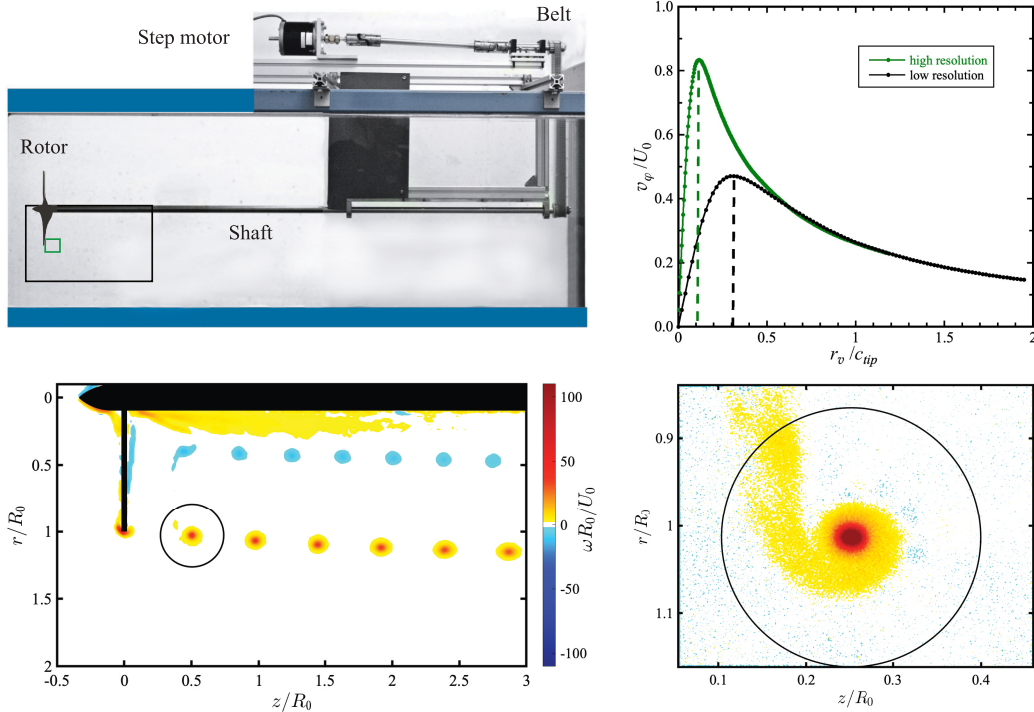 Step motor
Belt
Rotor
Shaft
v_φ/U_0
1.0
0.8
0.6
0.4
0.2
0.0
high resolution
low resolution
0
0.5
1
1.5
2
r_v/c_tip
r/R_0
0
0.5
1
1.5
2
-0.5
0
0.5
1
1.5
2
2.5
3
z/R_0
100
50
0
-50
-100
ωR_0/U_0
r/R_0
0.9
1
1.1
0.1
0.2
0.3
0.4
z/R_0